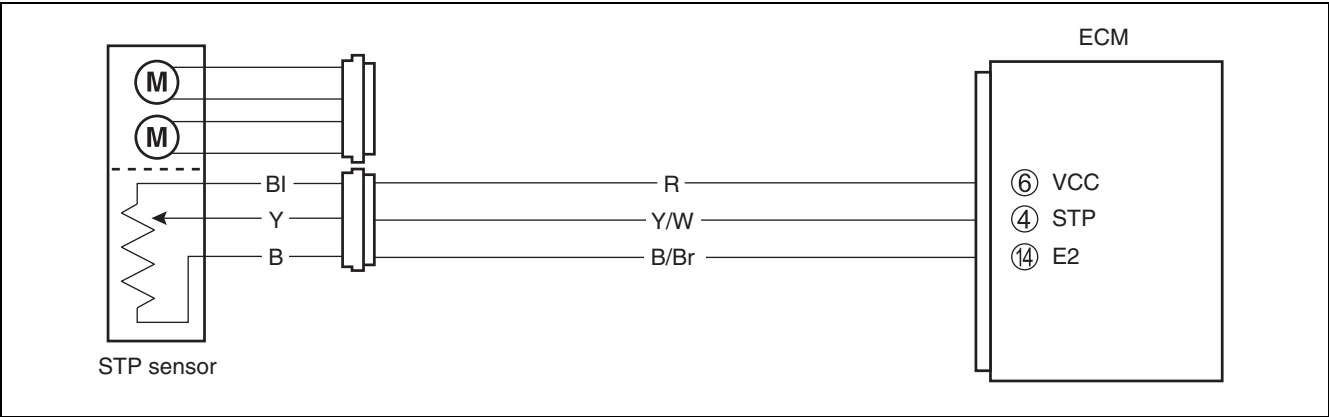 ECM
M
M
Bl R ⑥ VCC
Y Y/W ④ STP
B B/Br ⑭ E2
STP sensor